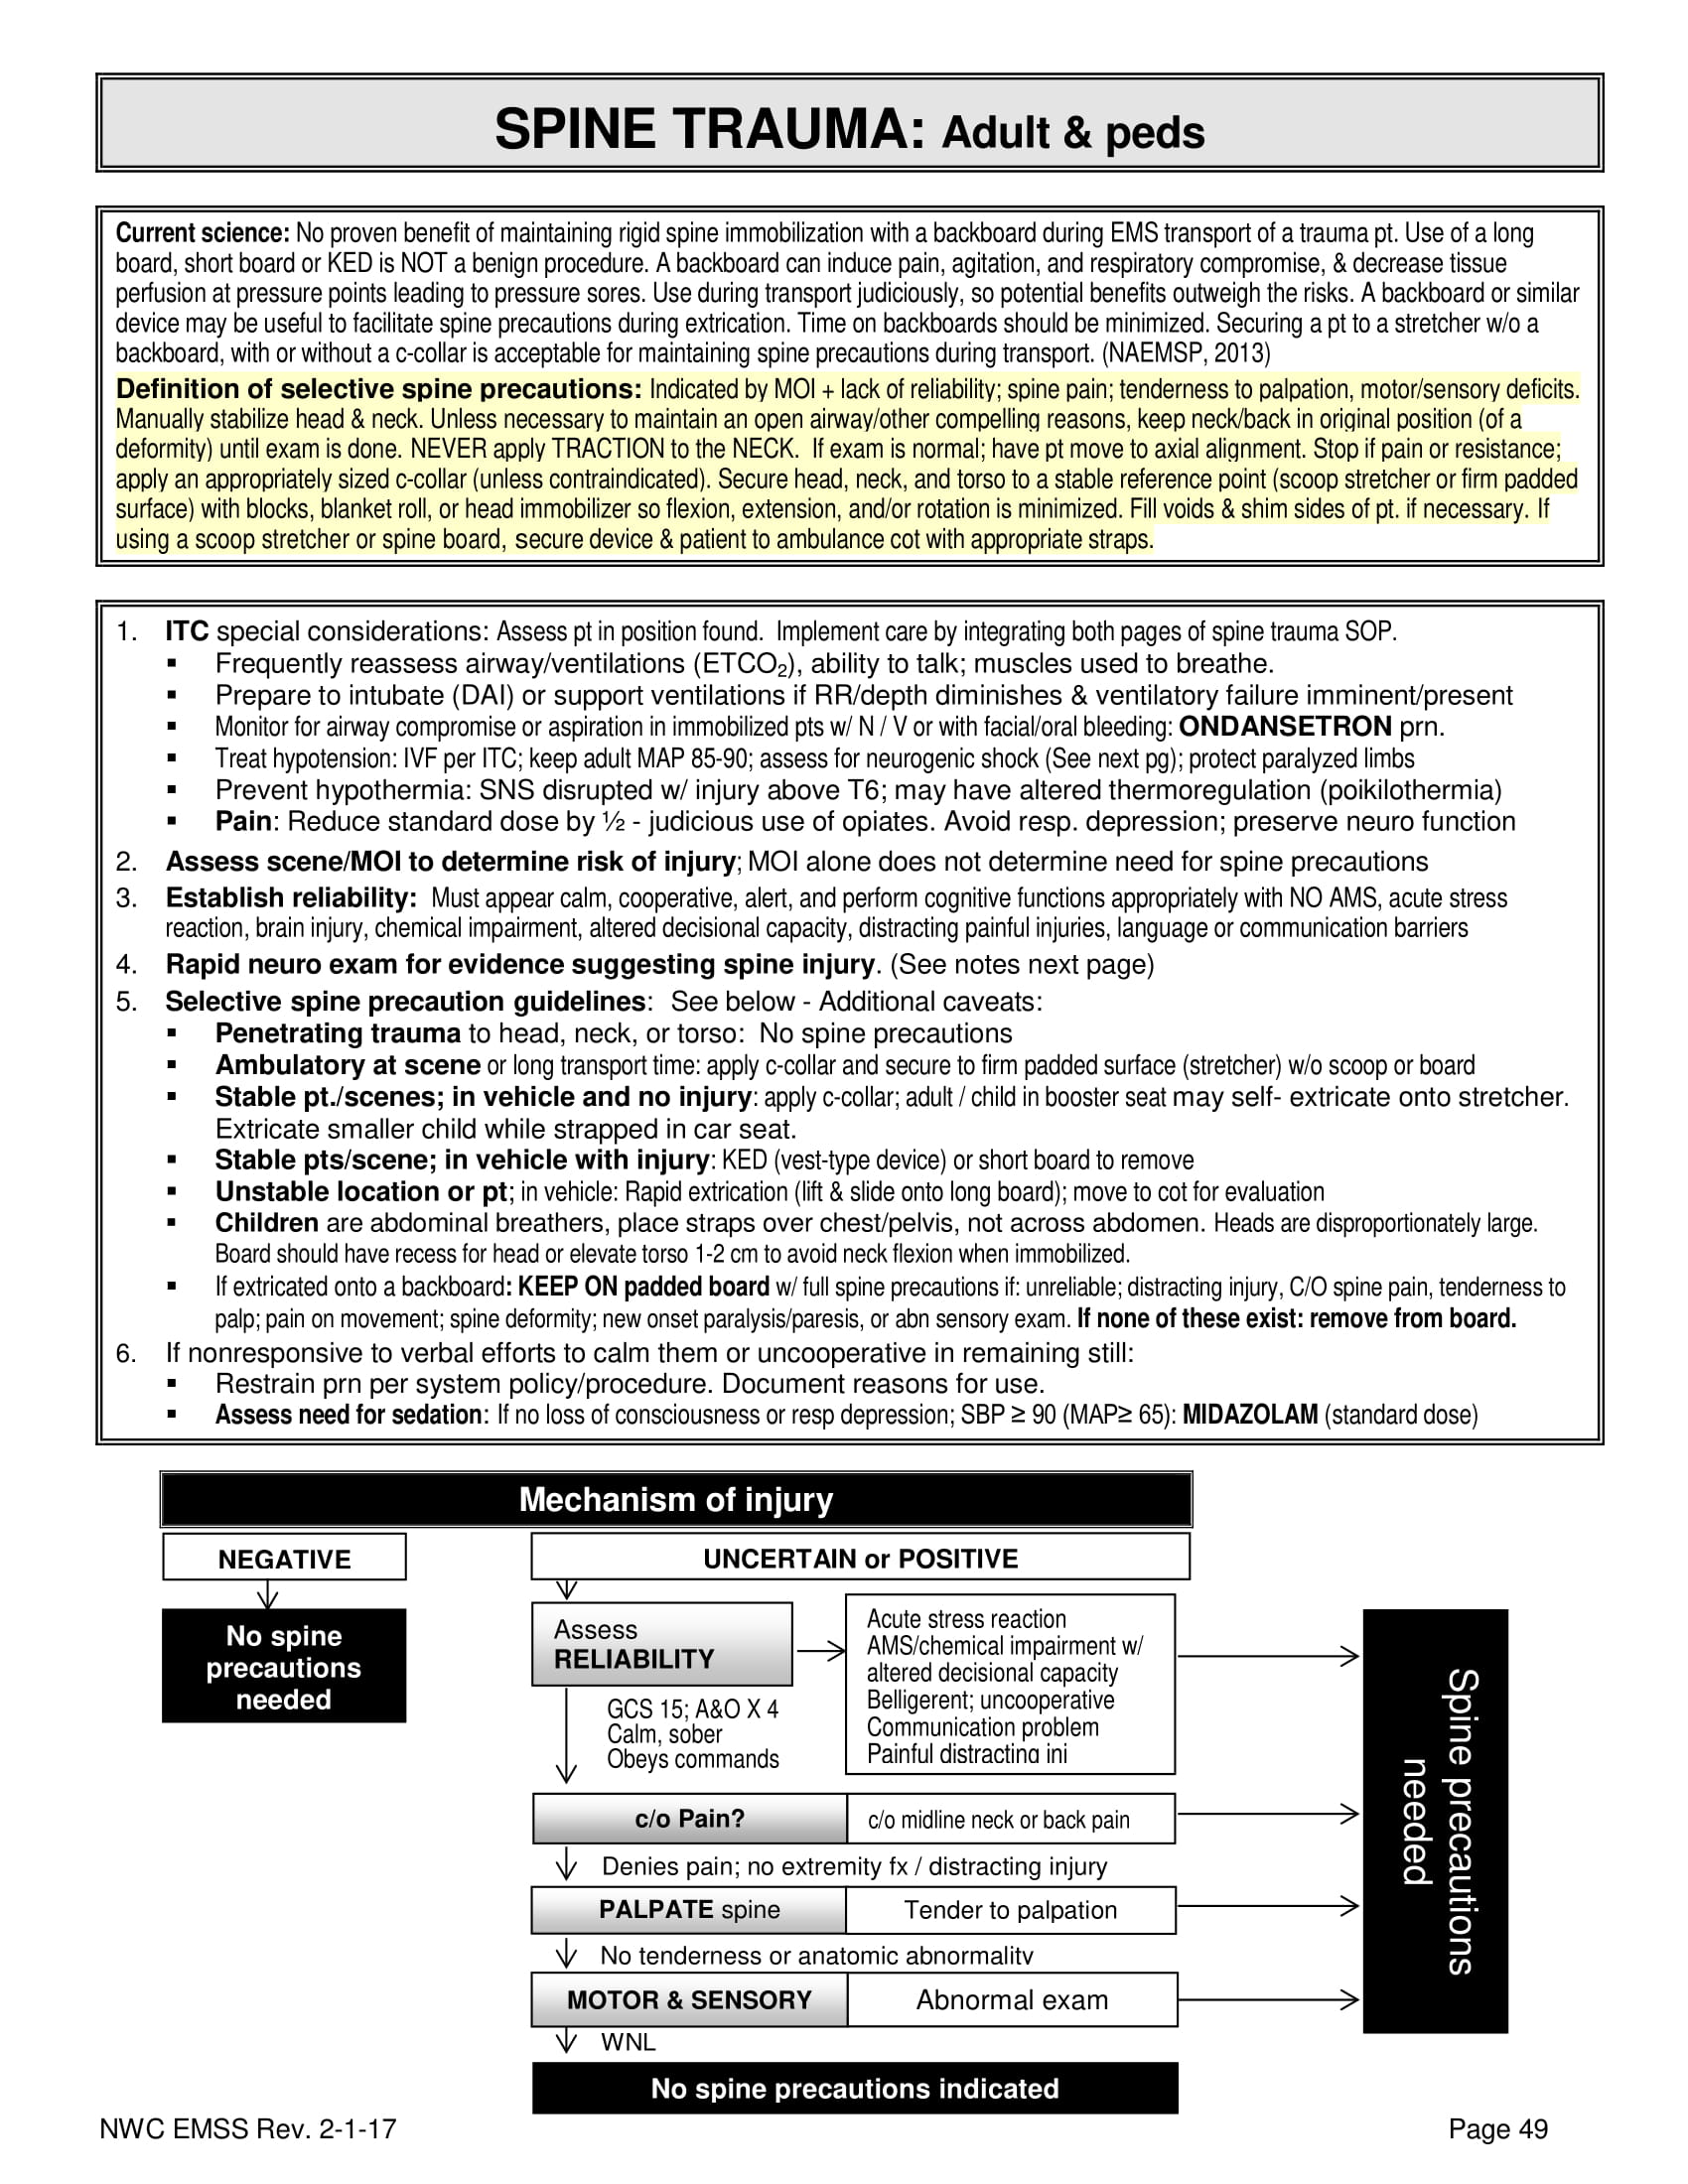 SPINE TRAUMA: Adult & peds
Current science: No proven benefit of maintaining rigid spine immobilization with a backboard during EMS transport of a trauma pt. Use of a long
board, short board or KED is NOT a benign procedure. A backboard can induce pain, agitation, and respiratory compromise, & decrease tissue
perfusion at pressure points leading to pressure sores. Use during transport judiciously, so potential benefits outweigh the risks. A backboard or similar
device may be useful to facilitate spine precautions during extrication. Time on backboards should be minimized. Securing a pt to a stretcher w/o a
backboard, with or without a c-collar is acceptable for maintaining spine precautions during transport. (NAEMSP, 2013)
Definition of selective spine precautions: Indicated by MOI + lack of reliability; spine pain; tenderness to palpation, motor/sensory deficits.
Manually stabilize head & neck. Unless necessary to maintain an open airway/other compelling reasons, keep neck/back in original position (of a
deformity) until exam is done. NEVER apply TRACTION to the NECK. If exam is normal; have pt move to axial alignment. Stop if pain or resistance;
apply an appropriately sized c-collar (unless contraindicated). Secure head, neck, and torso to a stable reference point (scoop stretcher or firm padded
surface) with blocks, blanket roll, or head immobilizer so flexion, extension, and/or rotation is minimized. Fill voids & shim sides of pt. if necessary. If
using a scoop stretcher or spine board, secure device & patient to ambulance cot with appropriate straps.
1. ITC special considerations: Assess pt in position found. Implement care by integrating both pages of spine trauma SOP.
▪ Frequently reassess airway/ventilations (ETCO2), ability to talk; muscles used to breathe.
▪ Prepare to intubate (DAI) or support ventilations if RR/depth diminishes & ventilatory failure imminent/present
▪ Monitor for airway compromise or aspiration in immobilized pts w/ N / V or with facial/oral bleeding: ONDANSETRON prn.
▪ Treat hypotension: IVF per ITC; keep adult MAP 85-90; assess for neurogenic shock (See next pg); protect paralyzed limbs
▪ Prevent hypothermia: SNS disrupted w/ injury above T6; may have altered thermoregulation (poikilothermia)
▪ Pain: Reduce standard dose by ½ - judicious use of opiates. Avoid resp. depression; preserve neuro function
2. Assess scene/MOI to determine risk of injury; MOI alone does not determine need for spine precautions
3. Establish reliability: Must appear calm, cooperative, alert, and perform cognitive functions appropriately with NO AMS, acute stress
reaction, brain injury, chemical impairment, altered decisional capacity, distracting painful injuries, language or communication barriers
4. Rapid neuro exam for evidence suggesting spine injury. (See notes next page)
5. Selective spine precaution guidelines: See below - Additional caveats:
▪ Penetrating trauma to head, neck, or torso: No spine precautions
▪ Ambulatory at scene or long transport time: apply c-collar and secure to firm padded surface (stretcher) w/o scoop or board
▪ Stable pt./scenes; in vehicle and no injury: apply c-collar; adult / child in booster seat may self- extricate onto stretcher.
Extricate smaller child while strapped in car seat.
▪ Stable pts/scene; in vehicle with injury: KED (vest-type device) or short board to remove
▪ Unstable location or pt; in vehicle: Rapid extrication (lift & slide onto long board); move to cot for evaluation
▪ Children are abdominal breathers, place straps over chest/pelvis, not across abdomen. Heads are disproportionately large.
Board should have recess for head or elevate torso 1-2 cm to avoid neck flexion when immobilized.
▪ If extricated onto a backboard: KEEP ON padded board w/ full spine precautions if: unreliable; distracting injury, C/O spine pain, tenderness to
palp; pain on movement; spine deformity; new onset paralysis/paresis, or abn sensory exam. If none of these exist: remove from board.
6. If nonresponsive to verbal efforts to calm them or uncooperative in remaining still:
▪ Restrain prn per system policy/procedure. Document reasons for use.
▪ Assess need for sedation: If no loss of consciousness or resp depression; SBP ≥ 90 (MAP≥ 65): MIDAZOLAM (standard dose)
Mechanism of injury
NEGATIVE
UNCERTAIN or POSITIVE
No spine
precautions
needed
Assess
RELIABILITY
Acute stress reaction
AMS/chemical impairment w/
altered decisional capacity
Belligerent; uncooperative
Communication problem
Painful distracting inj
GCS 15; A&O X 4
Calm, sober
Obeys commands
c/o Pain?
c/o midline neck or back pain
Denies pain; no extremity fx / distracting injury
PALPATE spine
Tender to palpation
No tenderness or anatomic abnormality
MOTOR & SENSORY
Abnormal exam
WNL
No spine precautions indicated
Spine precautions
needed
NWC EMSS Rev. 2-1-17
Page 49